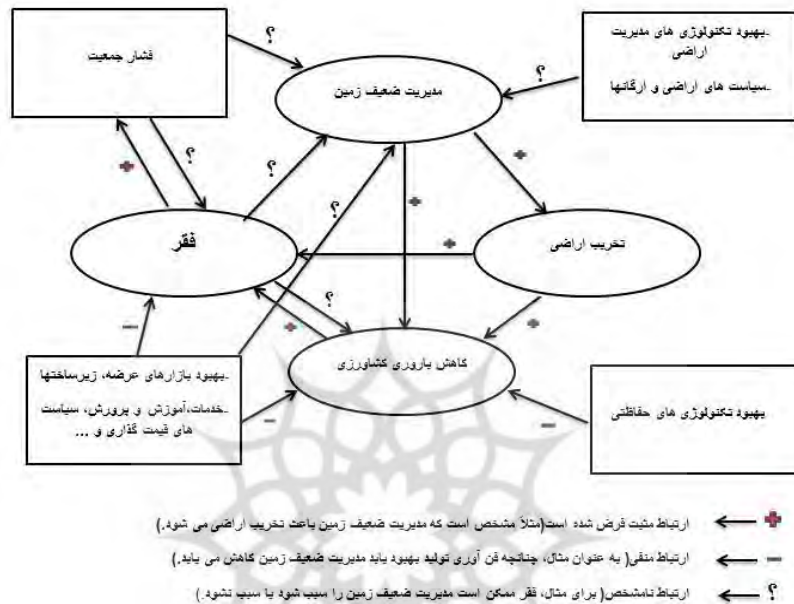 فشار جمعیت
؟
مدیریت ضعیف زمین
؟
-بهبود تکنولوژی های مدیریت
اراضی
-سیاست های اراضی و ارگانها
+
؟
؟
؟
+
+
فقر
+
تخریب اراضی
؟
+
+
-
کاهش باروری کشاورزی
-بهبود بازارهای عرضه، زیرساختها
-خدمات،آموزش و پرورش، سیاست
های قیمت گذاری و ...
-
-
بهبود تکنولوژی های حفاظتی
+ ارتباط مثبت فرض شده است(مثلاً مشخص است که مدیریت ضعیف زمین باعث تخریب اراضی می شود.)
- ارتباط منفی( به عنوان مثال، چنانچه فن آوری تولید بهبود یابد مدیریت ضعیف زمین کاهش می یابد.)
؟ ارتباط نامشخص( برای مثال، فقر ممکن است مدیریت ضعیف زمین را سبب شود یا سبب نشود.)